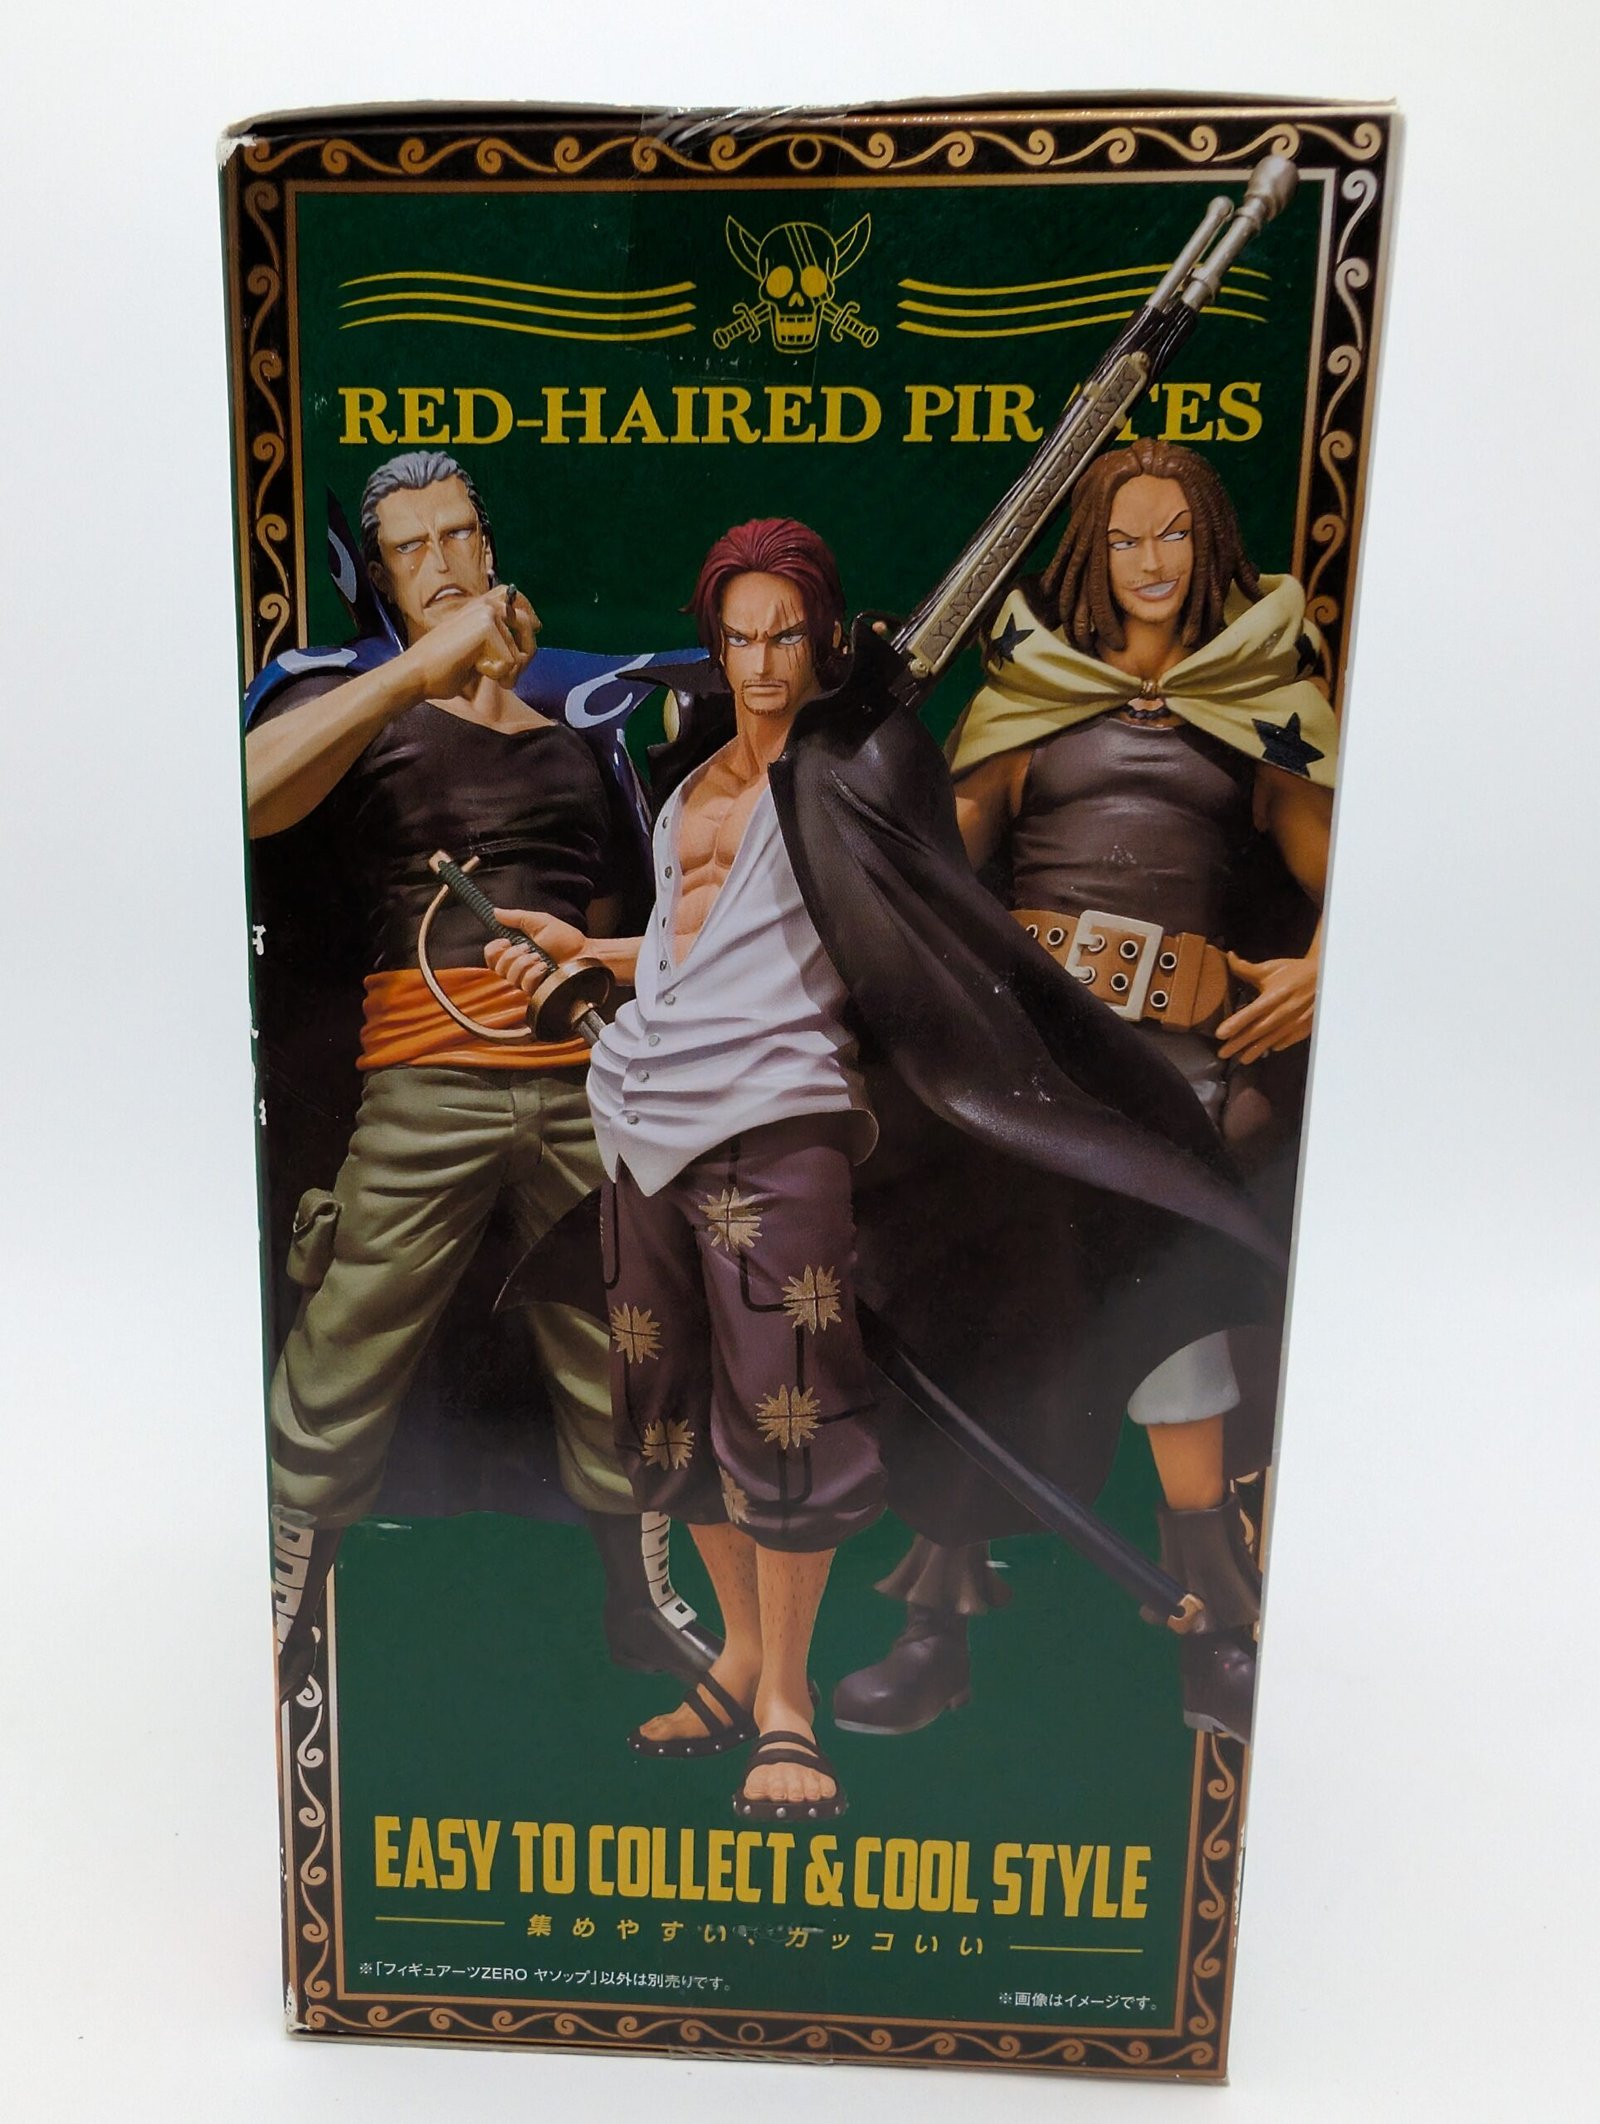 RED-HAIRED PIRATES
EASY TO COLLECT & COOL STYLE
集めやすい、カッコいい
※「フィギュアーツZERO ヤソップ」以外は別売りです。
※画像はイメージです。